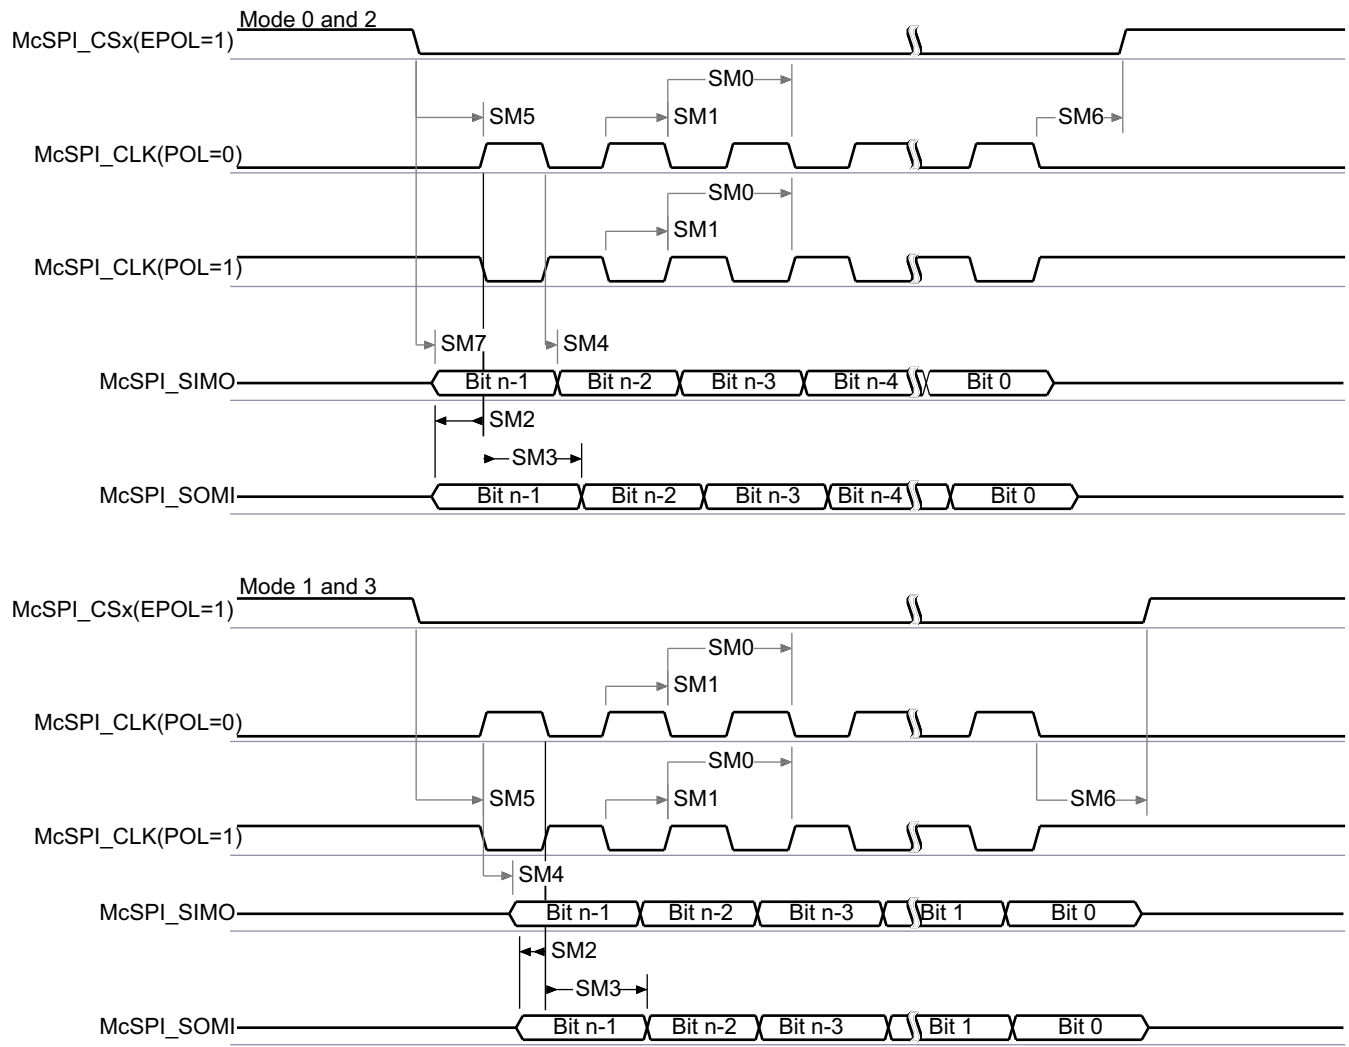 Mode 0 and 2
McSPI_CSx(EPOL=1)
SM0
SM5 SM1 SM6
McSPI_CLK(POL=0)
SM0
SM1
McSPI_CLK(POL=1)
SM7 SM4
McSPI_SIMO Bit n-1 Bit n-2 Bit n-3 Bit n-4 Bit 0
SM2
SM3
McSPI_SOMI Bit n-1 Bit n-2 Bit n-3 Bit n-4 Bit 0
Mode 1 and 3
McSPI_CSx(EPOL=1)
SM0
SM1
McSPI_CLK(POL=0)
SM0
SM5 SM1 SM6
McSPI_CLK(POL=1)
SM4
McSPI_SIMO Bit n-1 Bit n-2 Bit n-3 Bit 1 Bit 0
SM2
SM3
McSPI_SOMI Bit n-1 Bit n-2 Bit n-3 Bit 1 Bit 0